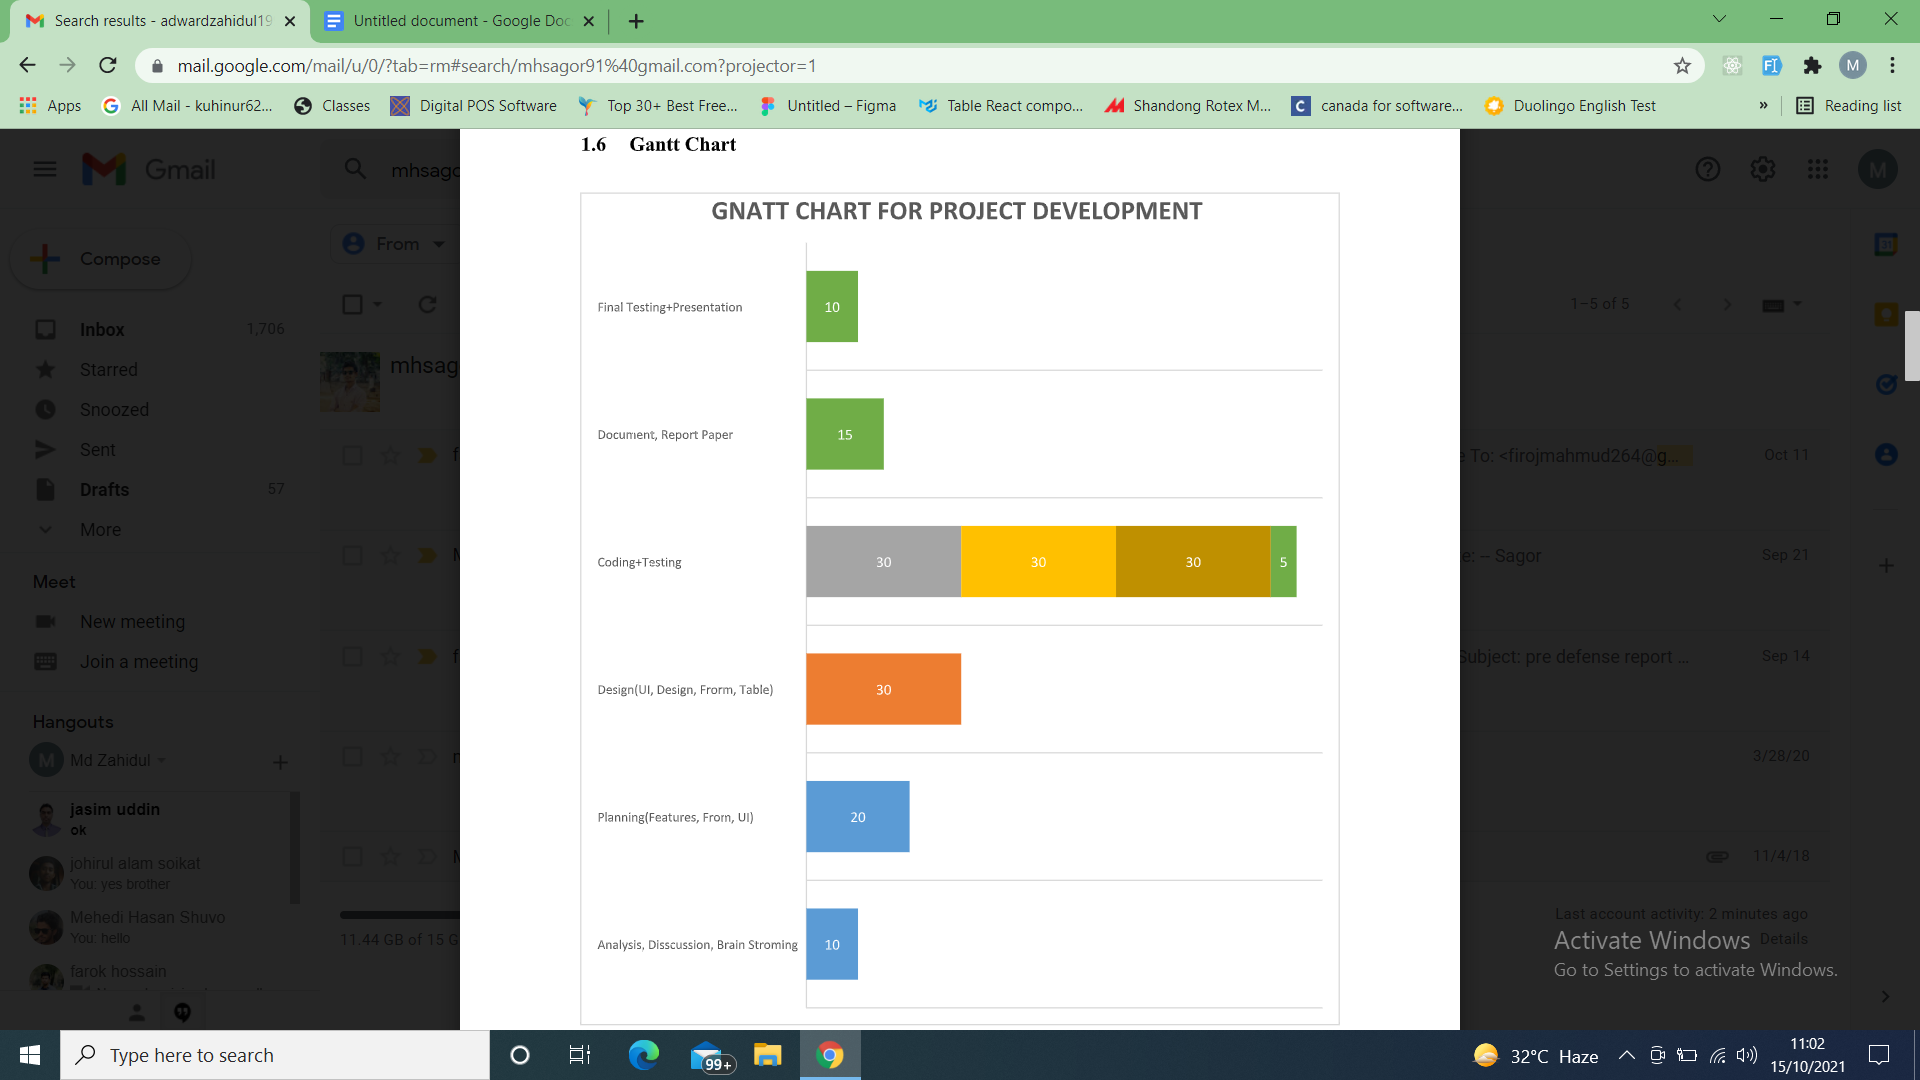 Search results - adwardzahidul19
Untitled document - Google Doc
mail.google.com/mail/u/0/?tab=rm#search/mhsagor91%40gmail.com?projector=1
M
Apps
All Mail - kuhinur62...
Classes
Digital POS Software
Top 30+ Best Free...
Untitled – Figma
Table React compo...
Shandong Rotex M...
canada for software...
Duolingo English Test
»
Reading list
Gmail
mhsago
M
Compose
From
1–5 of 5
Inbox 1,706
Starred
Snoozed
Sent
Drafts 57
More
Meet
New meeting
Join a meeting
Hangouts
M Md Zahidul
jasim uddin
ok
johirul alam soikat
You: yes brother
Mehedi Hasan Shuvo
You: hello
farok hossain
mhsag
11.44 GB of 15 G
1.6 Gantt Chart
GNATT CHART FOR PROJECT DEVELOPMENT
Final Testing+Presentation 10
Document, Report Paper 15
Coding+Testing 30 30 30 5
Design(UI, Design, Frorm, Table) 30
Planning(Features, From, UI) 20
Analysis, Disscussion, Brain Stroming 10
e To: <firojmahmud264@g... Oct 11
e: -- Sagor Sep 21
Subject: pre defense report ... Sep 14
3/28/20
11/4/18
31
Last account activity: 2 minutes ago
Details
Activate Windows
Go to Settings to activate Windows.
Type here to search
99+
32°C Haze
11:02
15/10/2021